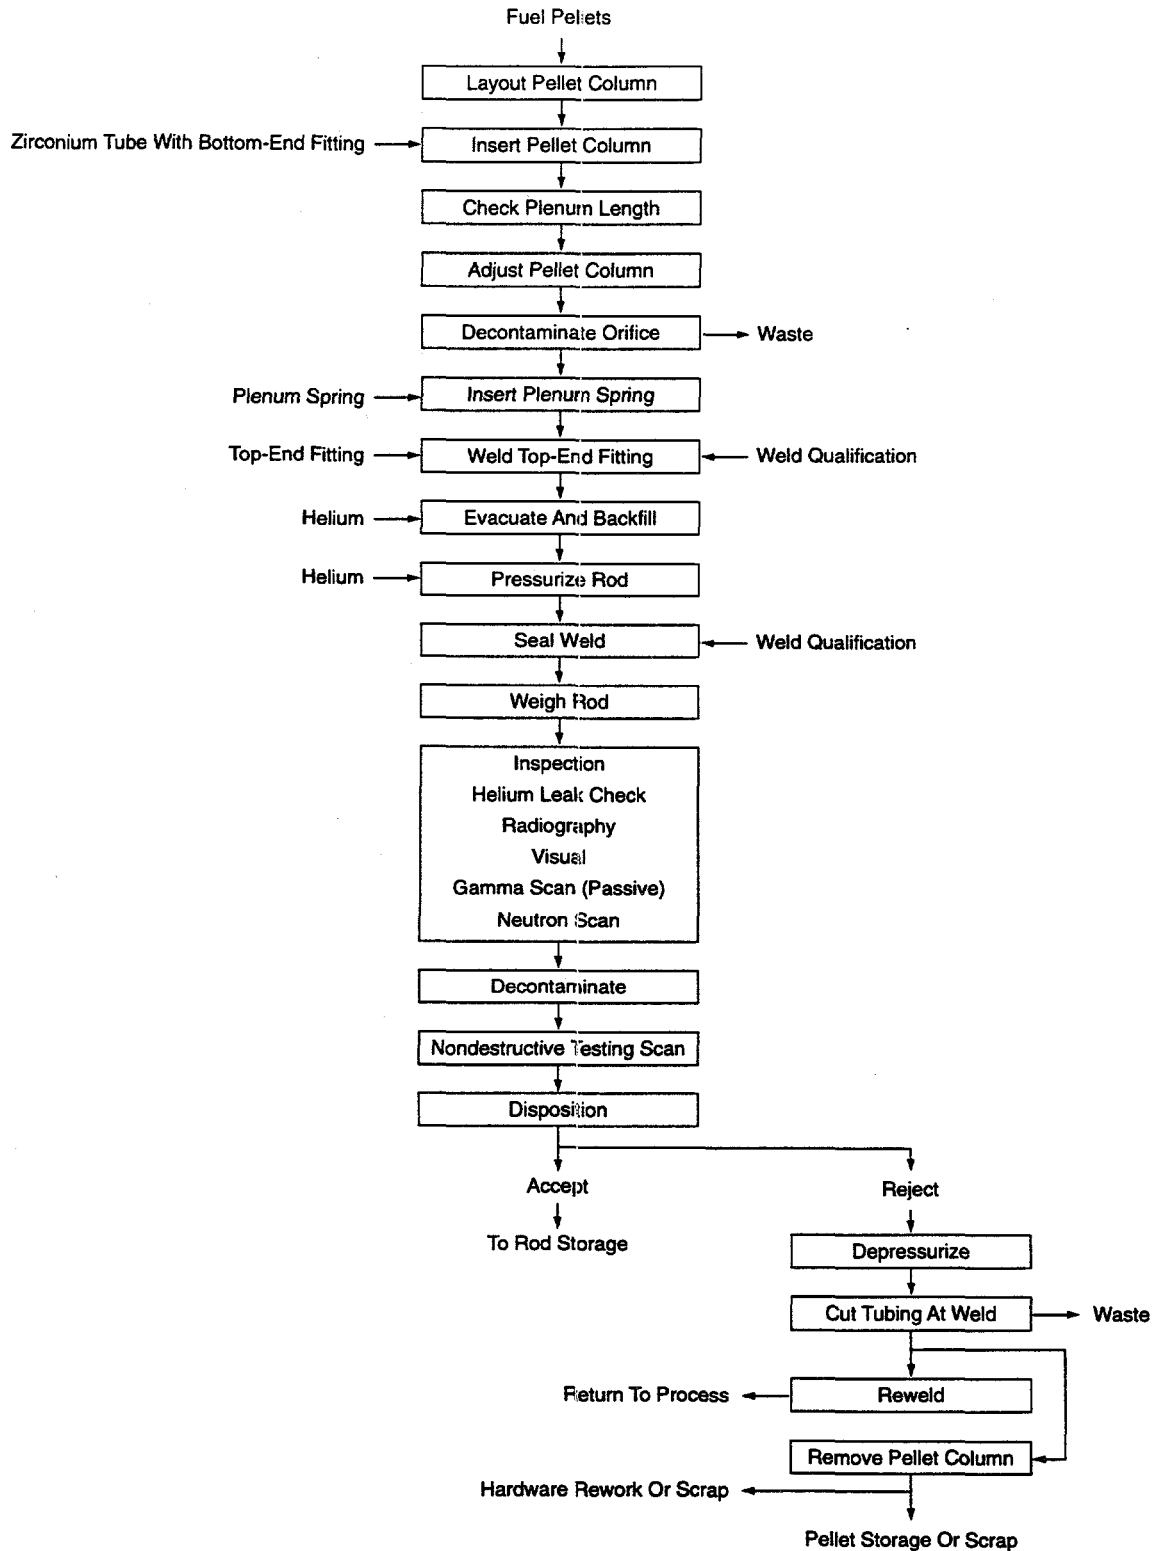 Fuel Pellets
Layout Pellet Column
Zirconium Tube With Bottom-End Fitting
Insert Pellet Column
Check Plenum Length
Adjust Pellet Column
Decontaminate Orifice
Waste
Plenum Spring
Insert Plenum Spring
Top-End Fitting
Weld Top-End Fitting
Weld Qualification
Helium
Evacuate And Backfill
Helium
Pressurize Rod
Seal Weld
Weld Qualification
Weigh Rod
Inspection
Helium Leak Check
Radiography
Visual
Gamma Scan (Passive)
Neutron Scan
Decontaminate
Nondestructive Testing Scan
Disposition
Accept
Reject
To Rod Storage
Depressurize
Cut Tubing At Weld
Waste
Return To Process
Reweld
Remove Pellet Column
Hardware Rework Or Scrap
Pellet Storage Or Scrap